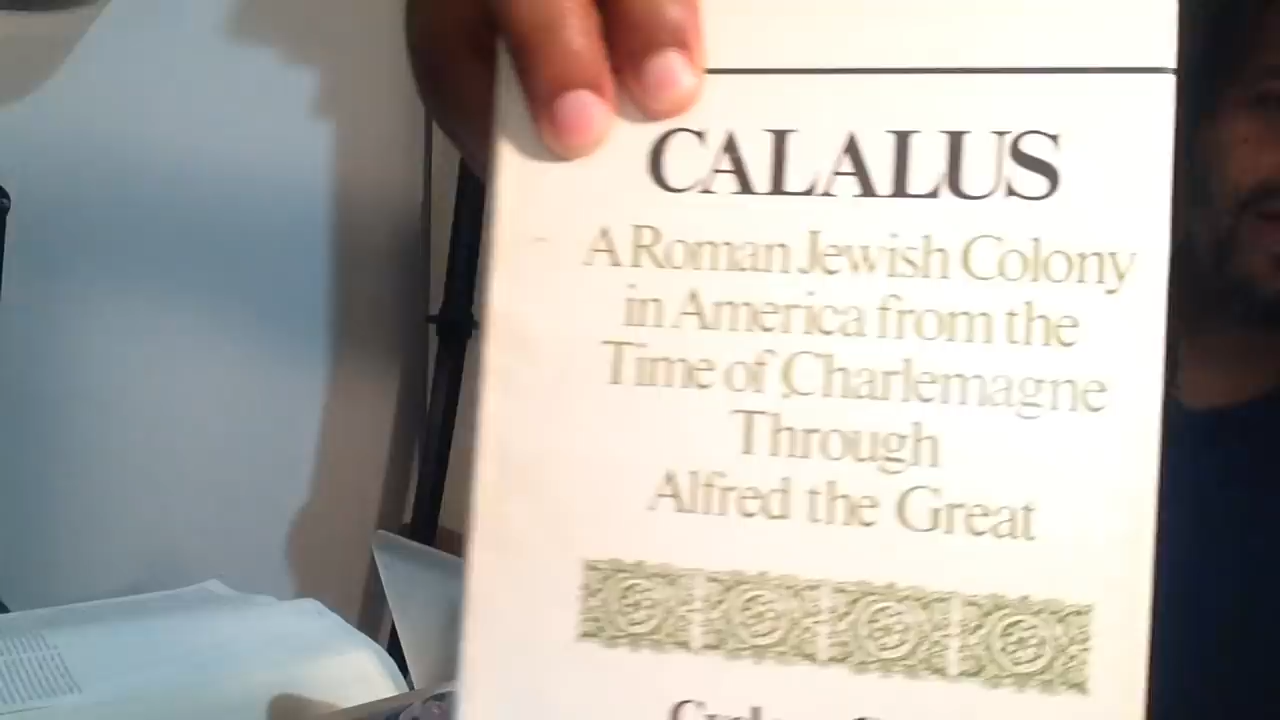 CALALUS
A Roman Jewish Colony
in America from the
Time of Charlemagne
Through
Alfred the Great